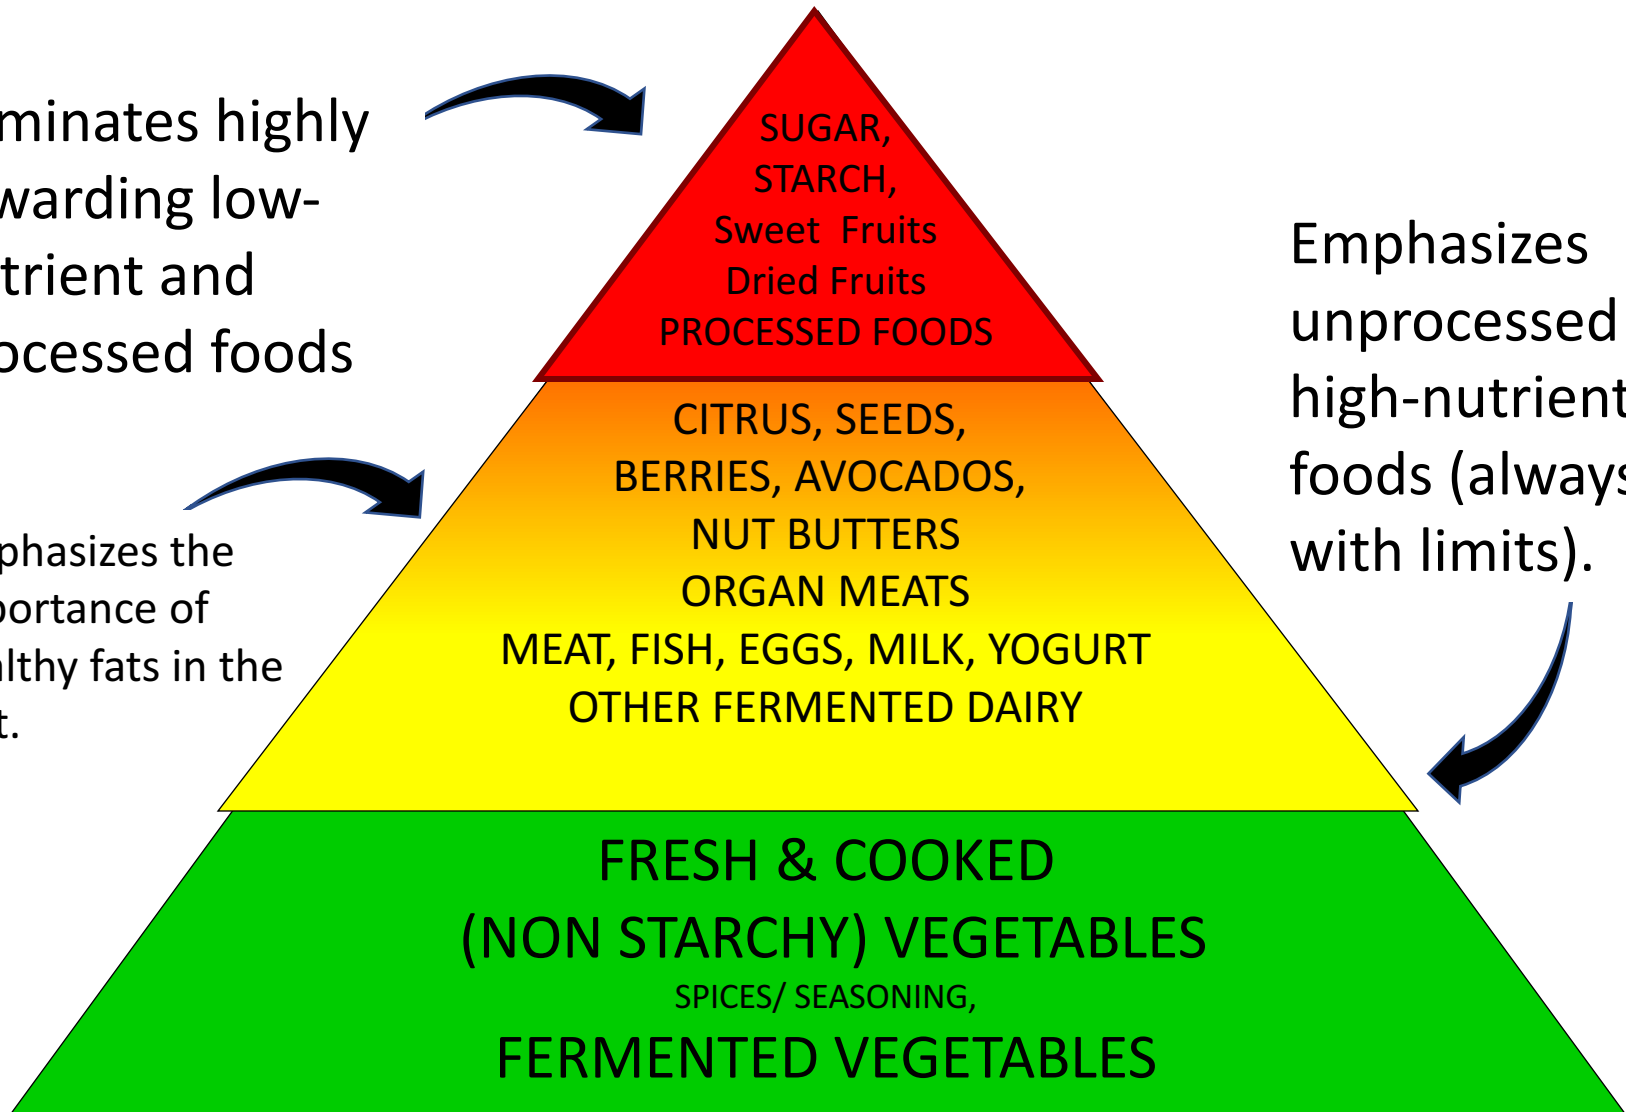 minates highly
warding low-
trient and
ocessed foods
phasizes the
portance of
althy fats in the
t.
SUGAR,
STARCH,
Sweet Fruits
Dried Fruits
PROCESSED FOODS
CITRUS, SEEDS,
BERRIES, AVOCADOS,
NUT BUTTERS
ORGAN MEATS
MEAT, FISH, EGGS, MILK, YOGURT
OTHER FERMENTED DAIRY
FRESH & COOKED
(NON STARCHY) VEGETABLES
SPICES/ SEASONING,
FERMENTED VEGETABLES
Emphasizes
unprocessed
high-nutrient
foods (always
with limits).